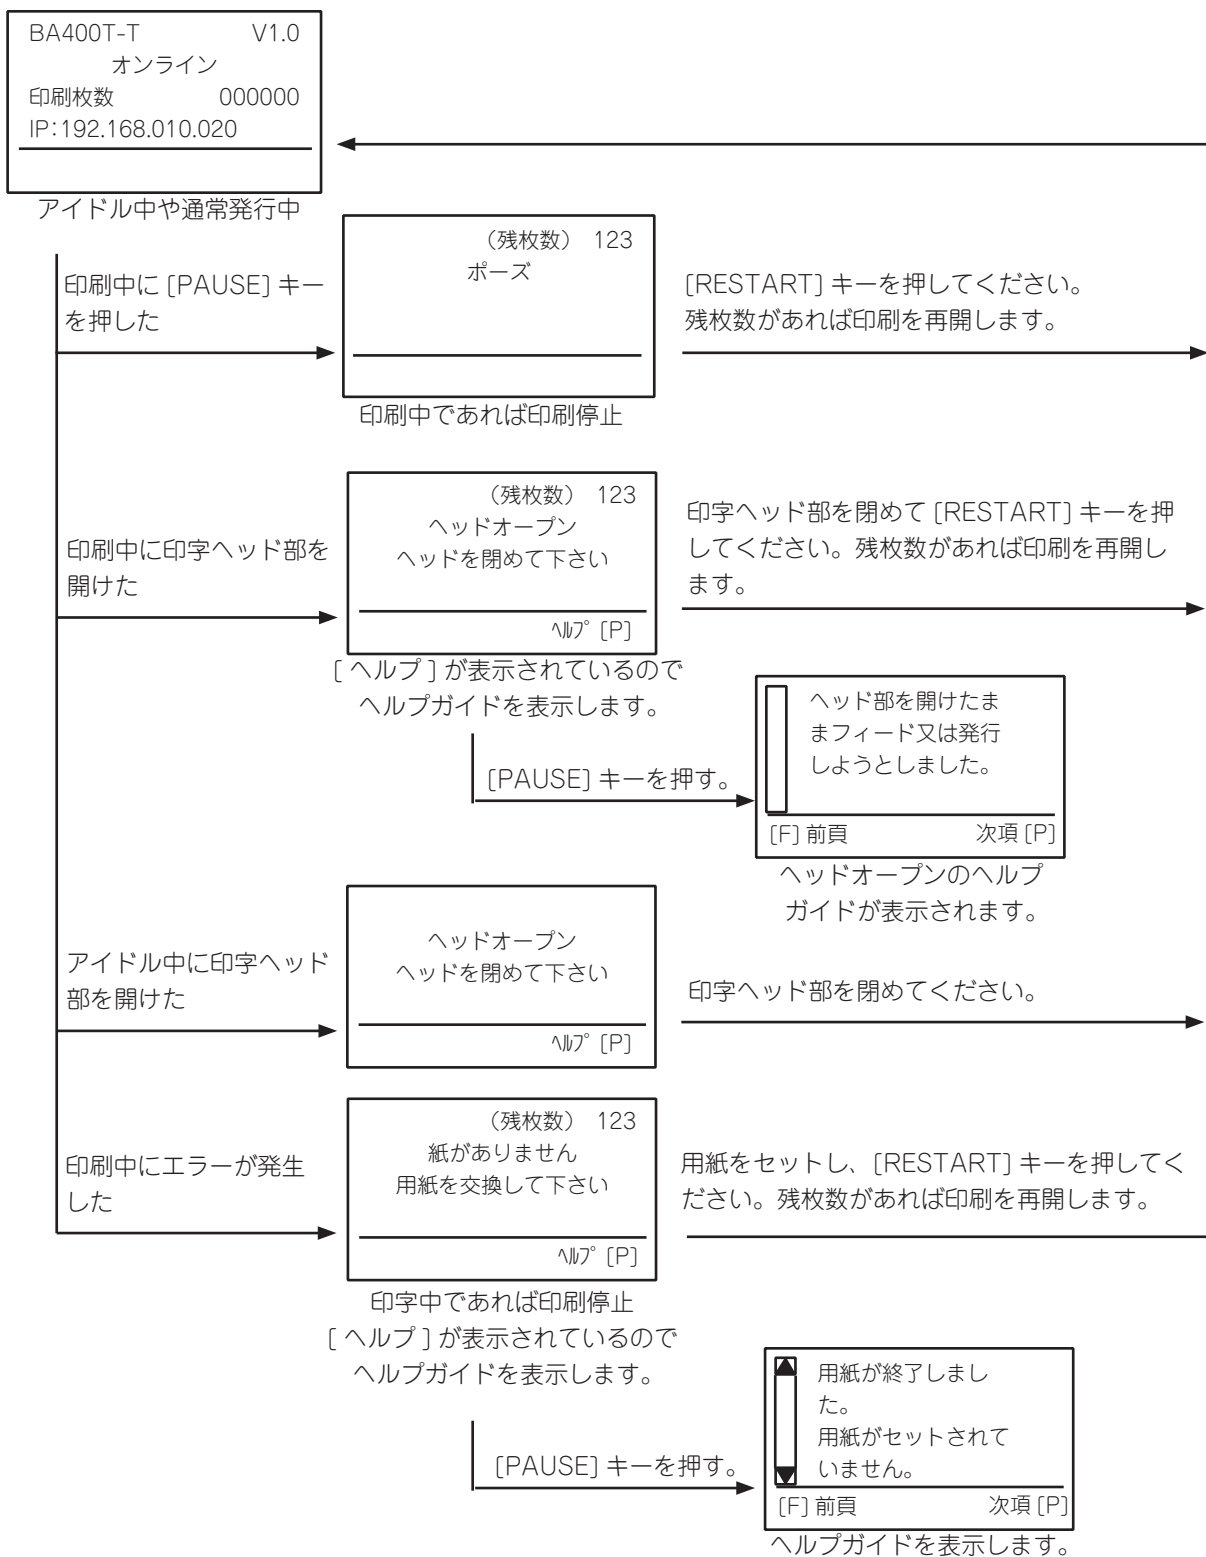 BA400T-T V1.0
オンライン
印刷枚数 000000
IP:192.168.010.020
アイドル中や通常発行中
印刷中に [PAUSE] キー
を押した
(残枚数) 123
ポーズ
印刷中であれば印刷停止
[RESTART] キーを押してください。
残枚数があれば印刷を再開します。
印刷中に印字ヘッド部を
開けた
(残枚数) 123
ヘッドオープン
ヘッドを閉めて下さい
ﾍﾙﾌﾟ [P]
[ ヘルプ ] が表示されているので
ヘルプガイドを表示します。
印字ヘッド部を閉めて [RESTART] キーを押
してください。残枚数があれば印刷を再開し
ます。
[PAUSE] キーを押す。
ヘッド部を開けたま
まフィード又は発行
しようとしました。
[F] 前頁 次項 [P]
ヘッドオープンのヘルプ
ガイドが表示されます。
アイドル中に印字ヘッド
部を開けた
ヘッドオープン
ヘッドを閉めて下さい
ﾍﾙﾌﾟ [P]
印字ヘッド部を閉めてください。
印刷中にエラーが発生
した
(残枚数) 123
紙がありません
用紙を交換して下さい
ﾍﾙﾌﾟ [P]
印字中であれば印刷停止
[ ヘルプ ] が表示されているので
ヘルプガイドを表示します。
用紙をセットし、[RESTART] キーを押してく
ださい。残枚数があれば印刷を再開します。
[PAUSE] キーを押す。
用紙が終了しまし
た。
用紙がセットされて
いません。
[F] 前頁 次項 [P]
ヘルプガイドを表示します。